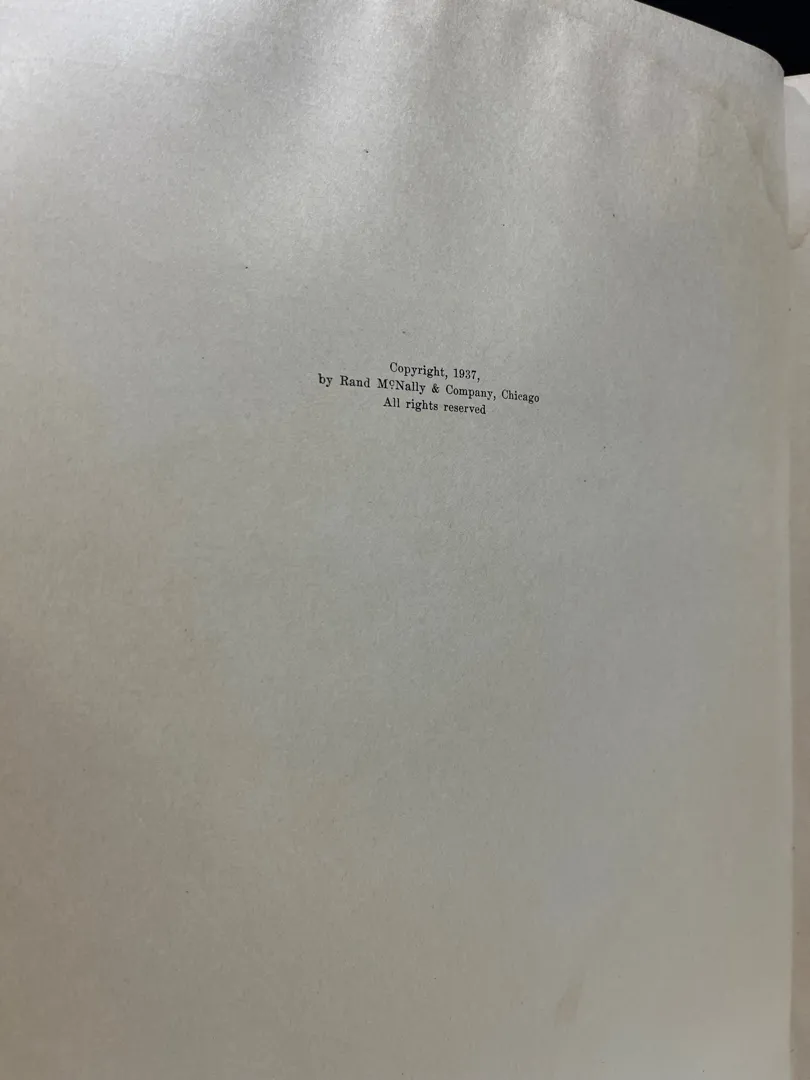 Copyright, 1937,
by Rand McNally & Company, Chicago
All rights reserved